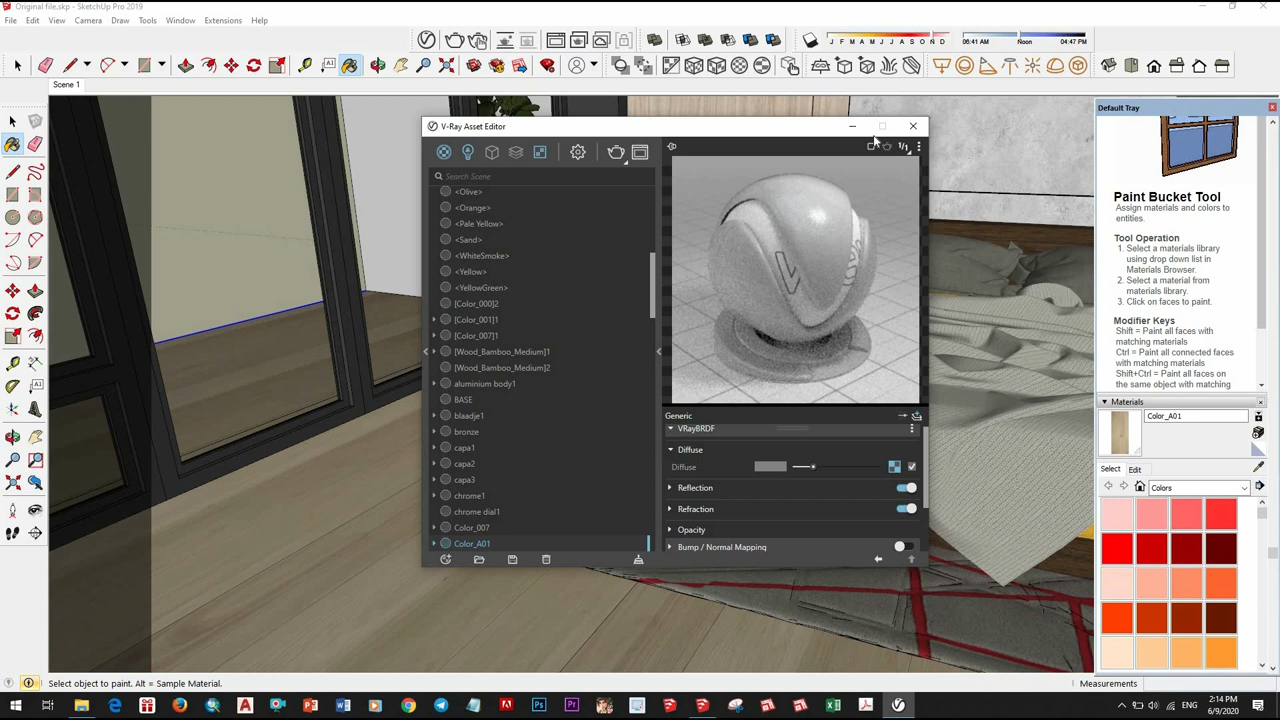 Original file.skp - SketchUp Pro 2019
File Edit View Camera Draw Tools Window Extensions Help
J F M A M J J A S O N D
06:41 AM Noon 04:47 PM
Scene 1
V-Ray Asset Editor
Search Scene
1/1
<Olive>
<Orange>
<Pale Yellow>
<Sand>
<WhiteSmoke>
<Yellow>
<YellowGreen>
[Color_000]2
[Color_001]1
[Color_007]1
[Wood_Bamboo_Medium]1
[Wood_Bamboo_Medium]2
aluminium body1
BASE
blaadje1
bronze
capa1
capa2
capa3
chrome1
chrome dial1
Color_007
Color_A01
Generic
VRayBRDF
Diffuse
Diffuse
Reflection
Refraction
Opacity
Bump / Normal Mapping
Default Tray
Paint Bucket Tool
Assign materials and colors to
entities.
Tool Operation
1. Select a materials library
using drop down list in
Materials Browser.
2. Select a material from
materials library.
3. Click on faces to paint.
Modifier Keys
Shift = Paint all faces with
matching materials
Ctrl = Paint all connected faces
with matching materials
Shift+Ctrl = Paint all faces on
the same object with matching
Materials
Color_A01
Select Edit
Colors
Select object to paint. Alt = Sample Material.
Measurements
ENG
2:14 PM
6/9/2020